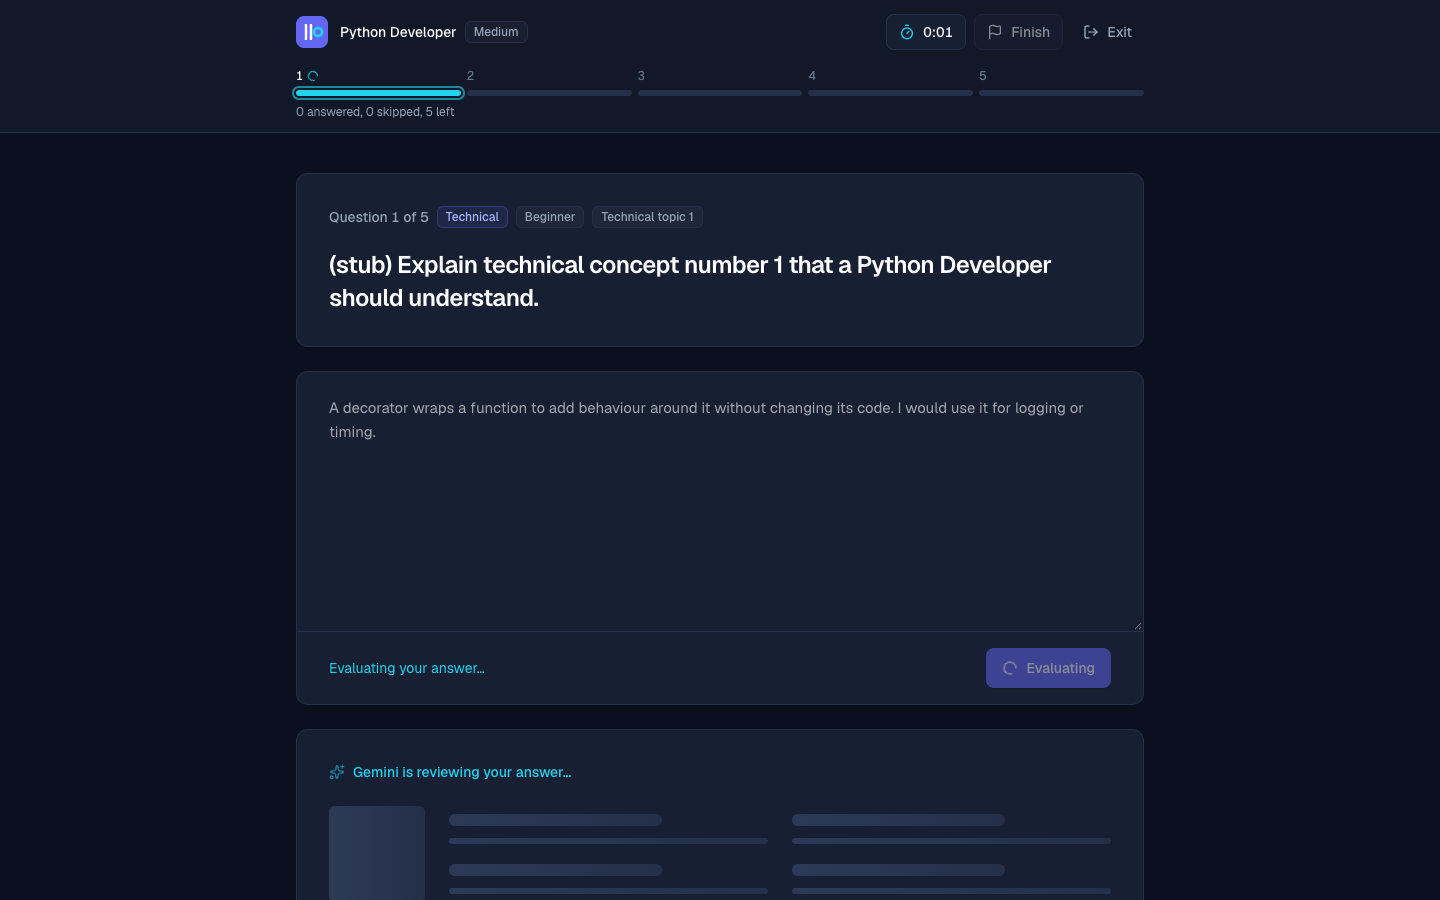 Python Developer
Medium
0:01
Finish
Exit
1
2
3
4
5
0 answered, 0 skipped, 5 left
Question 1 of 5
Technical
Beginner
Technical topic 1
(stub) Explain technical concept number 1 that a Python Developer
should understand.
A decorator wraps a function to add behaviour around it without changing its code. I would use it for logging or
timing.
Evaluating your answer...
Evaluating
Gemini is reviewing your answer...